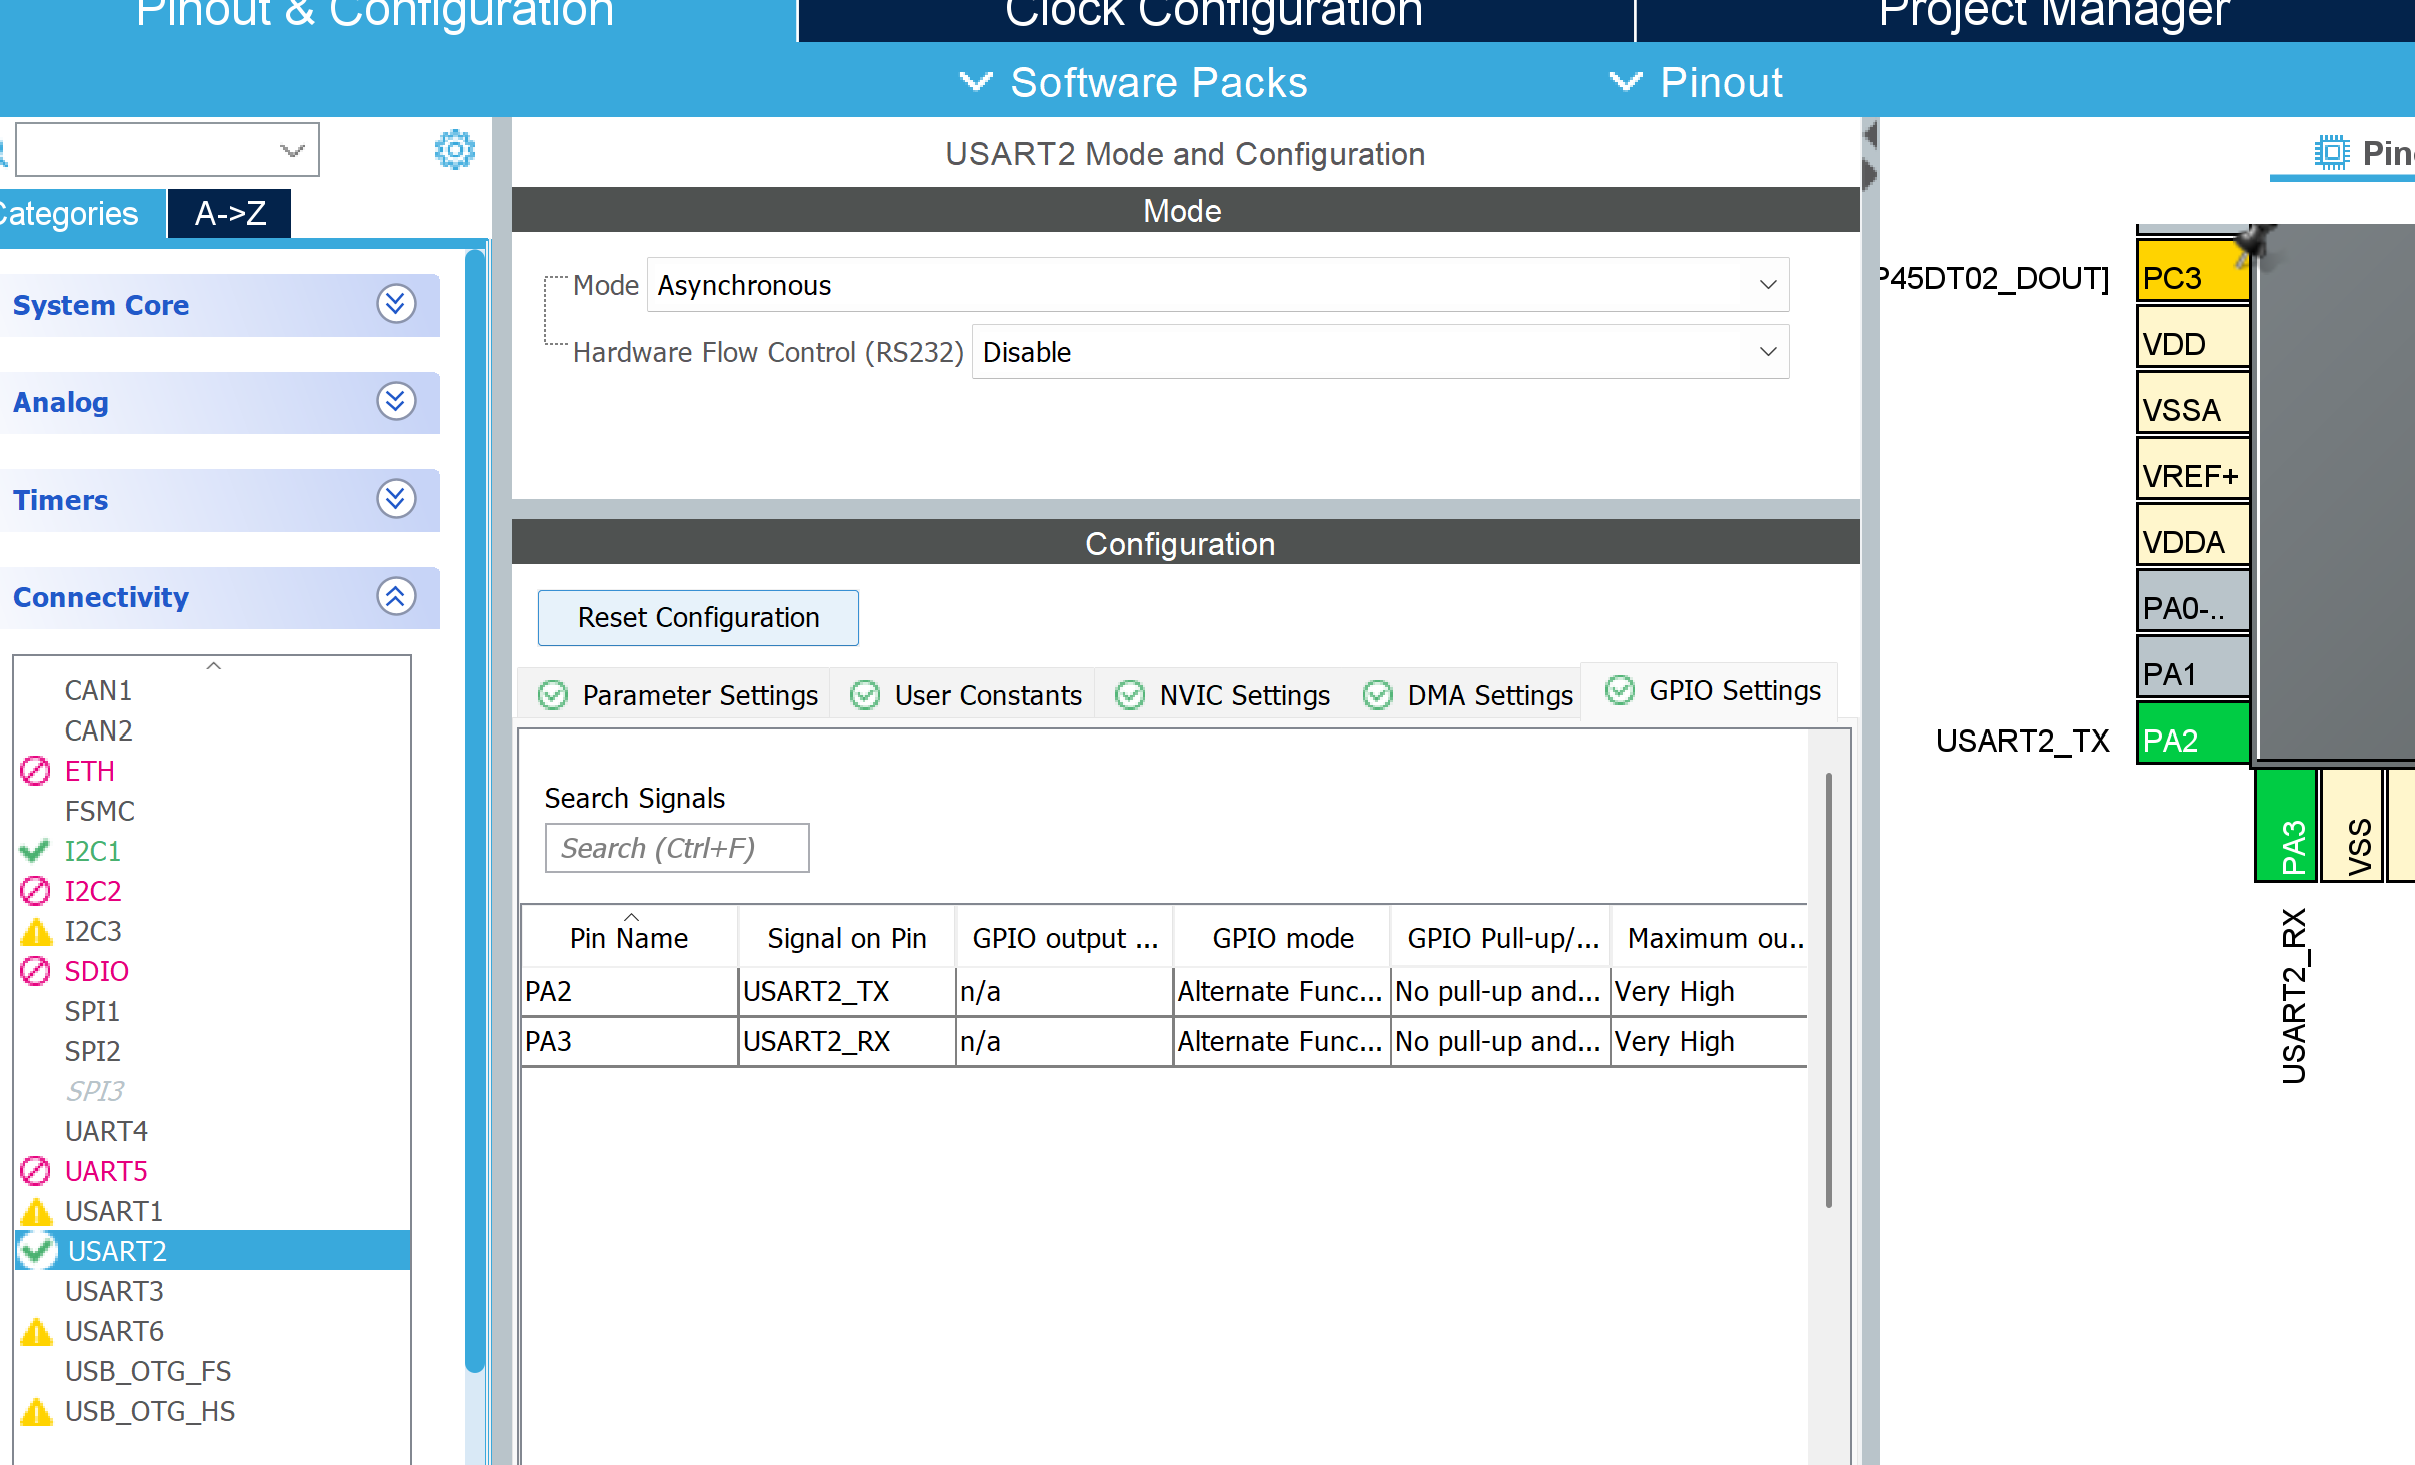 Pinout & Configuration
Clock Configuration
Project Manager
Software Packs
Pinout
Categories
A->Z
System Core
Analog
Timers
Connectivity
CAN1
CAN2
ETH
FSMC
I2C1
I2C2
I2C3
SDIO
SPI1
SPI2
SPI3
UART4
UART5
USART1
USART2
USART3
USART6
USB_OTG_FS
USB_OTG_HS
USART2 Mode and Configuration
Mode
Mode Asynchronous
Hardware Flow Control (RS232) Disable
Configuration
Reset Configuration
Parameter Settings
User Constants
NVIC Settings
DMA Settings
GPIO Settings
Search Signals
Search (Ctrl+F)
Pin Name Signal on Pin GPIO output ... GPIO mode GPIO Pull-up/... Maximum ou...
PA2 USART2_TX n/a Alternate Func... No pull-up and... Very High
PA3 USART2_RX n/a Alternate Func... No pull-up and... Very High
Pin
P45DT02_DOUT] PC3
VDD
VSSA
VREF+
VDDA
PA0-..
PA1
USART2_TX PA2
PA3
VSS
USART2_RX